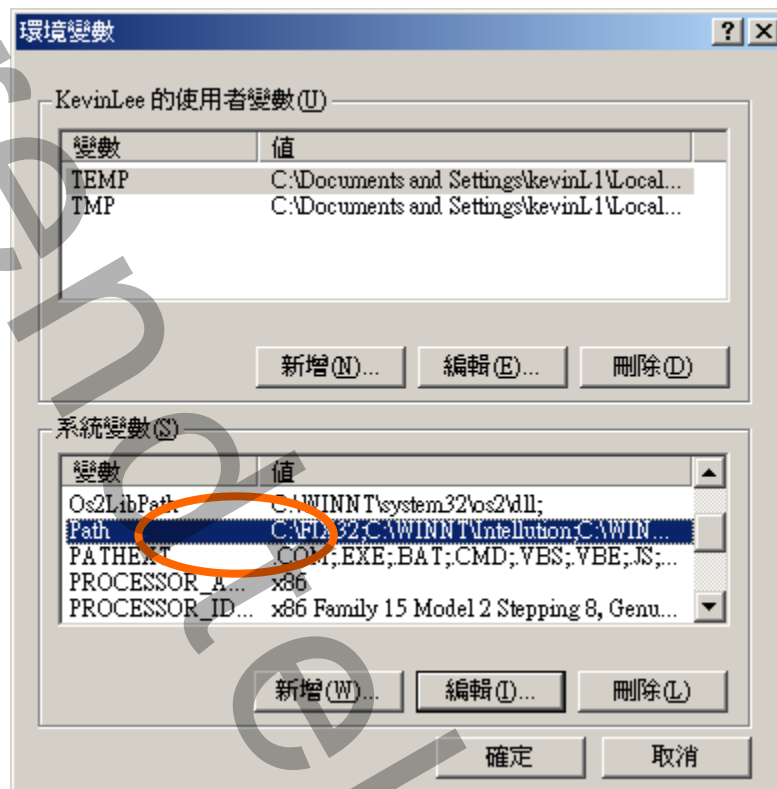 環境變數
KevinLee 的使用者變數(U)
變數 值
TEMP C:\Documents and Settings\kevinL1\Local...
TMP C:\Documents and Settings\kevinL1\Local...
新增(N)... 編輯(E)... 刪除(D)
系統變數(S)
變數 值
Os2LibPath C:\WINNT\system32\os2\dll;
Path C:\FIX32;C:\WINNT\Intellution;C:\WIN...
PATHEXT .COM;.EXE;.BAT;.CMD;.VBS;.VBE;.JS;...
PROCESSOR_A... x86
PROCESSOR_ID... x86 Family 15 Model 2 Stepping 8, Genu...
新增(W)... 編輯(I)... 刪除(L)
確定 取消